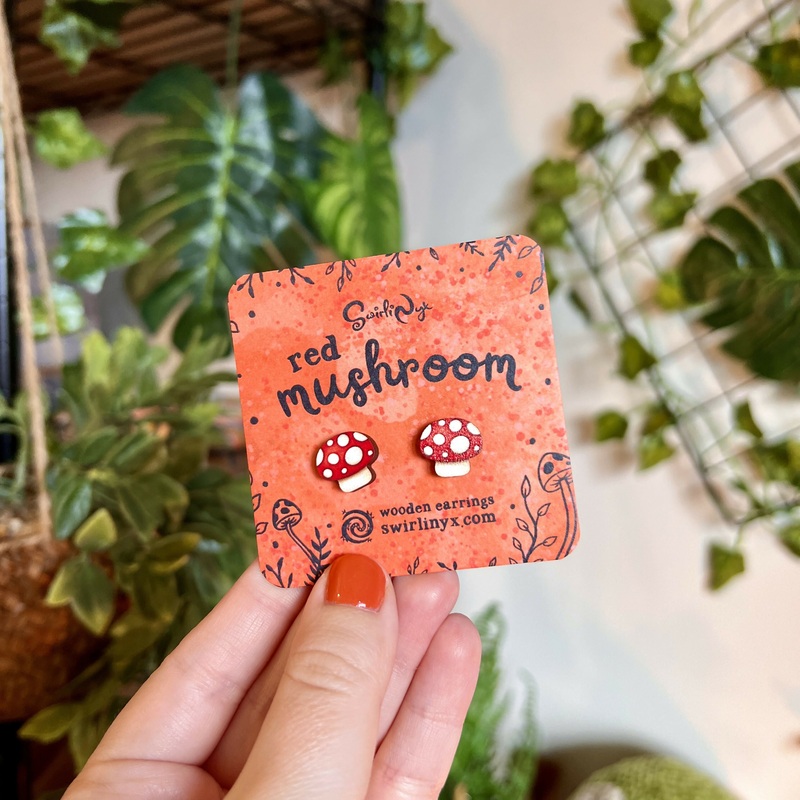 SwirliNyx
red
mushroom
wooden earrings
swirlinyx.com